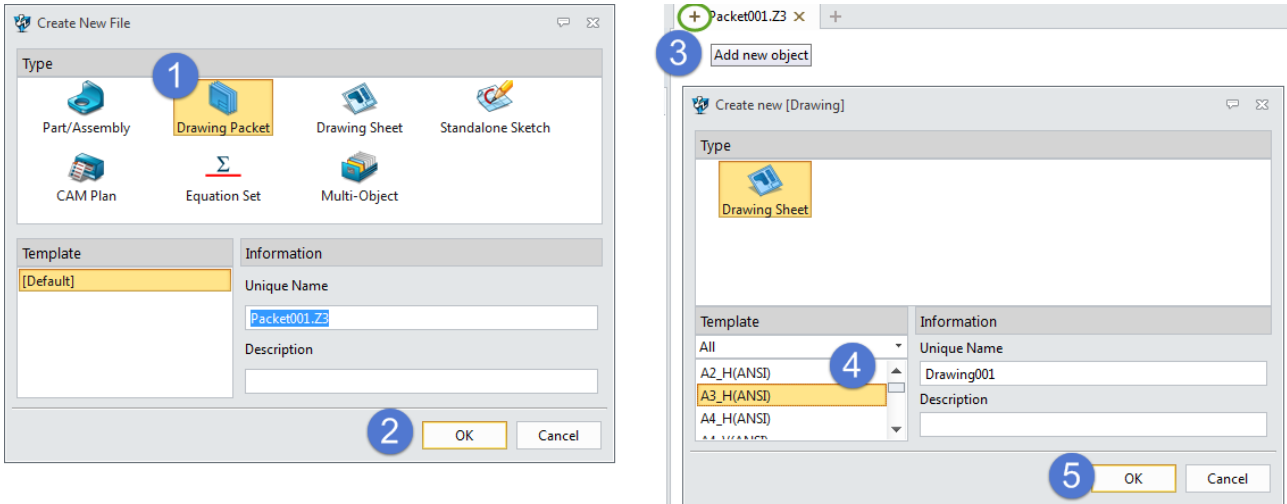 Create New File
Type
1
Part/Assembly
Drawing Packet
Drawing Sheet
Standalone Sketch
CAM Plan
Σ
Equation Set
Multi-Object
Template
[Default]
Information
Unique Name
Packet001.Z3
Description
2
OK
Cancel
+ Packet001.Z3 × +
3
Add new object
Create new [Drawing]
Type
Drawing Sheet
Template
All
4
A2_H(ANSI)
A3_H(ANSI)
A4_H(ANSI)
A4_V(ANSI)
Information
Unique Name
Drawing001
Description
5
OK
Cancel